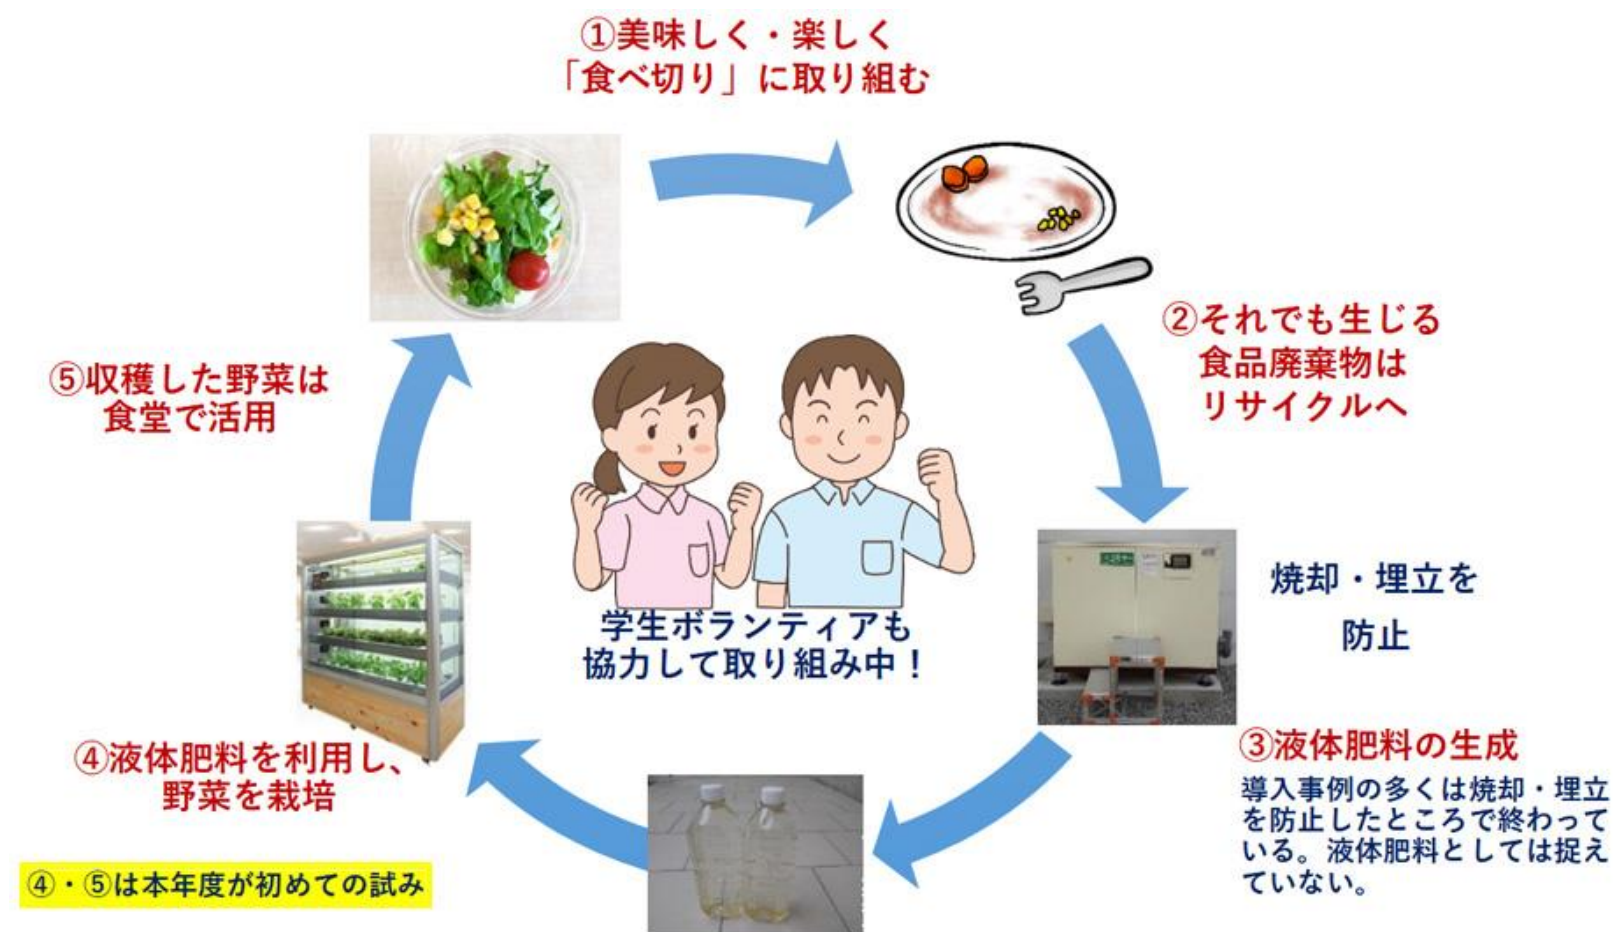 ①美味しく・楽しく
「食べ切り」に取り組む
②それでも生じる
食品廃棄物は
リサイクルへ
焼却・埋立を
防止
③液体肥料の生成
導入事例の多くは焼却・埋立
を防止したところで終わって
いる。液体肥料としては捉え
ていない。
④液体肥料を利用し、
野菜を栽培
④・⑤は本年度が初めての試み
⑤収穫した野菜は
食堂で活用
学生ボランティアも
協力して取り組み中！